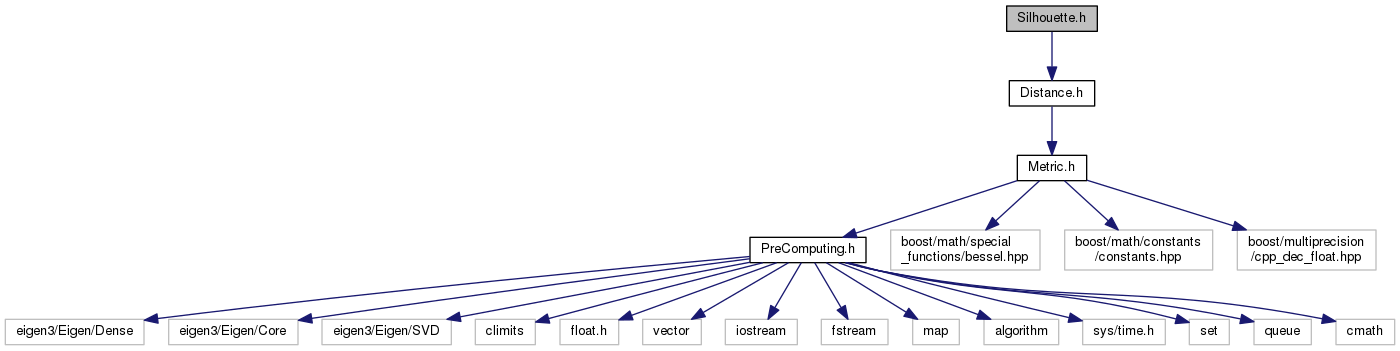 Silhouette.h
Distance.h
Metric.h
PreComputing.h
boost/math/special
_functions/bessel.hpp
boost/math/constants
/constants.hpp
boost/multiprecision
/cpp_dec_float.hpp
eigen3/Eigen/Dense
eigen3/Eigen/Core
eigen3/Eigen/SVD
climits
float.h
vector
iostream
fstream
map
algorithm
sys/time.h
set
queue
cmath